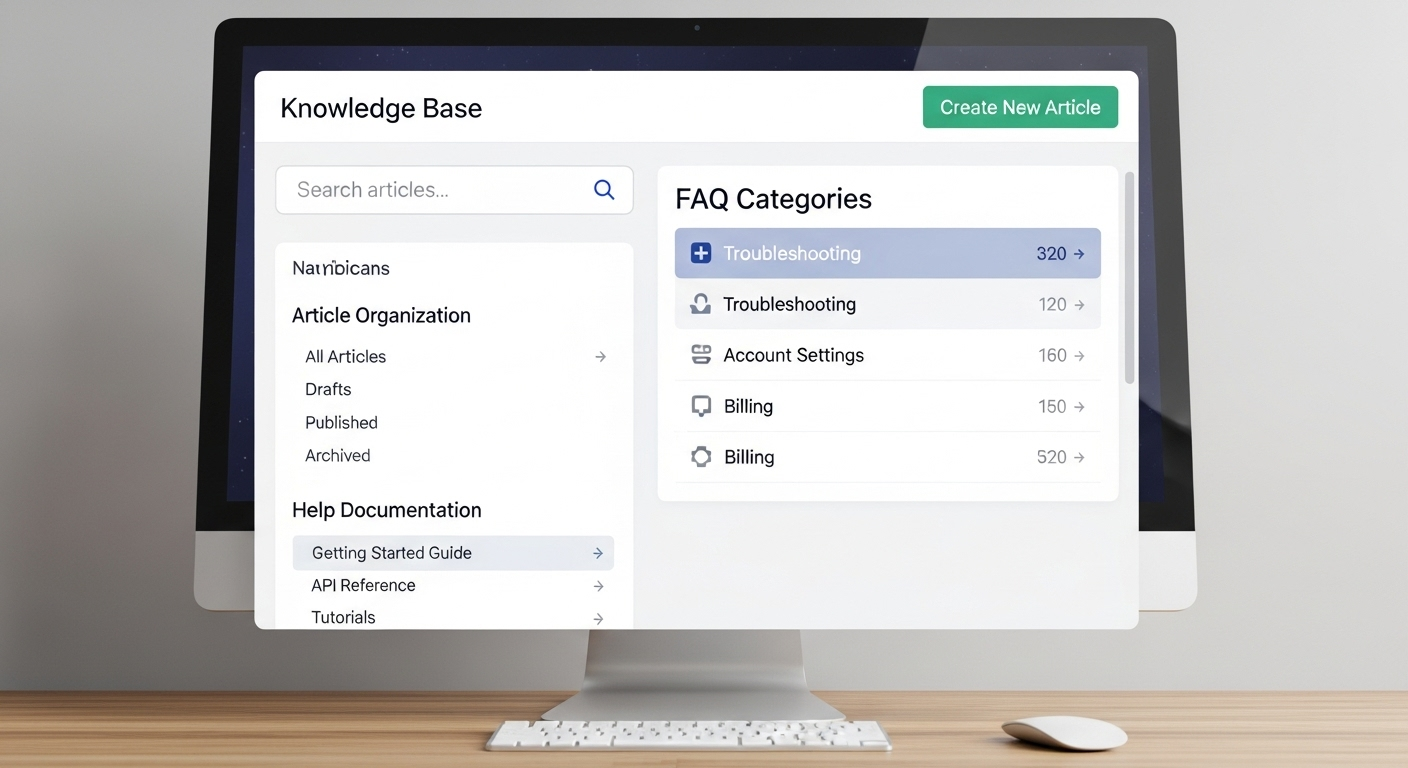 Knowledge Base
Create New Article
Search articles...
Article Organization
All Articles
Drafts
Published
Archived
Help Documentation
Getting Started Guide
API Reference
Tutorials
FAQ Categories
Troubleshooting 320
Troubleshooting 120
Account Settings 160
Billing 150
Billing 520